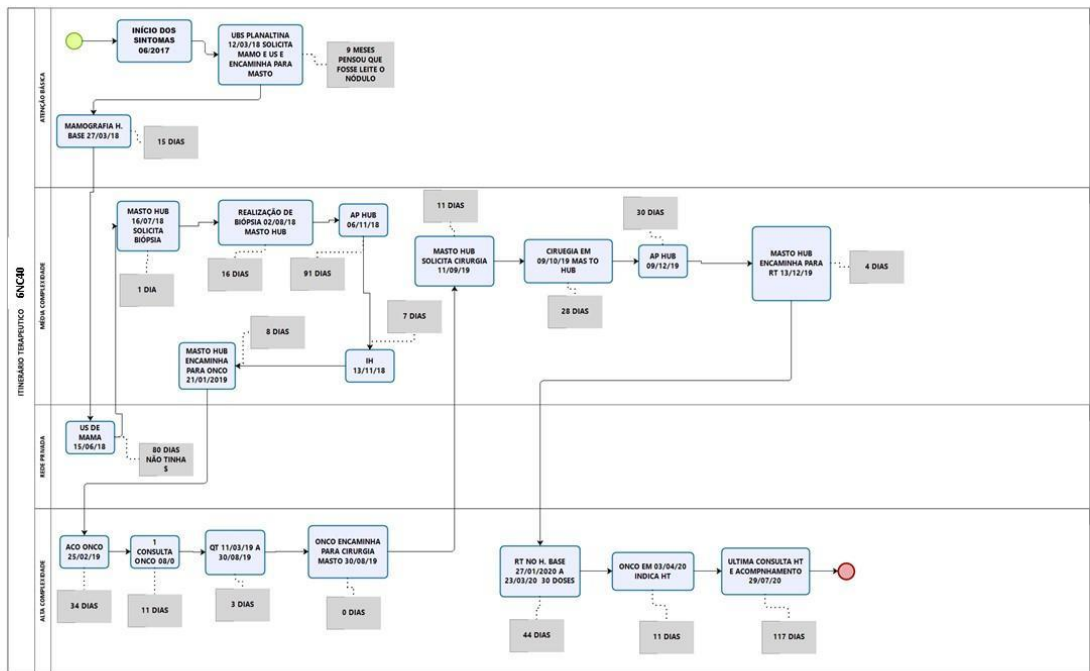 ITINERÁRIO TERAPEUTICO 6NC40
ATENÇÃO BÁSICA
INÍCIO DOS
SINTOMAS
06/2017
UBS PLANALTINA
12/03/18 SOLICITA
MAMO E US E
ENCAMINHA PARA
MASTO
9 MESES
PENSOU QUE
FOSSE LEITE O
NÓDULO
MAMOGRAFIA H.
BASE 27/03/18
15 DIAS
MÉDIA COMPLEXIDADE
MASTO HUB
16/07/18
SOLICITA
BIÓPSIA
1 DIA
REALIZAÇÃO DE
BIÓPSIA 02/08/18
MASTO HUB
16 DIAS
AP HUB
06/11/18
91 DIAS
7 DIAS
IH
13/11/18
8 DIAS
MASTO HUB
ENCAMINHA
PARA ONCO
21/01/2019
11 DIAS
MASTO HUB
SOLICITA CIRURGIA
11/09/19
CIRUEGIA EM
09/10/19 MAS TO
HUB
28 DIAS
30 DIAS
AP HUB
09/12/19
MASTO HUB
ENCAMINHA PARA
RT 13/12/19
4 DIAS
REDE PRIVADA
US DE
MAMA
15/06/18
80 DIAS
NÃO TINHA
$
ALTA COMPLEXIDADE
ACO ONCO
25/02/19
34 DIAS
1
CONSULTA
ONCO 08/0
11 DIAS
QT 11/03/19 A
30/08/19
3 DIAS
ONCO ENCAMINHA
PARA CIRURGIA
MASTO 30/08/19
0 DIAS
RT NO H. BASE
27/01/2020 A
23/03/20 30 DOSES
44 DIAS
ONCO EM 03/04/20
INDICA HT
11 DIAS
ULTIMA CONSULTA HT
E ACOMPNHAMENTO
29/07/20
117 DIAS